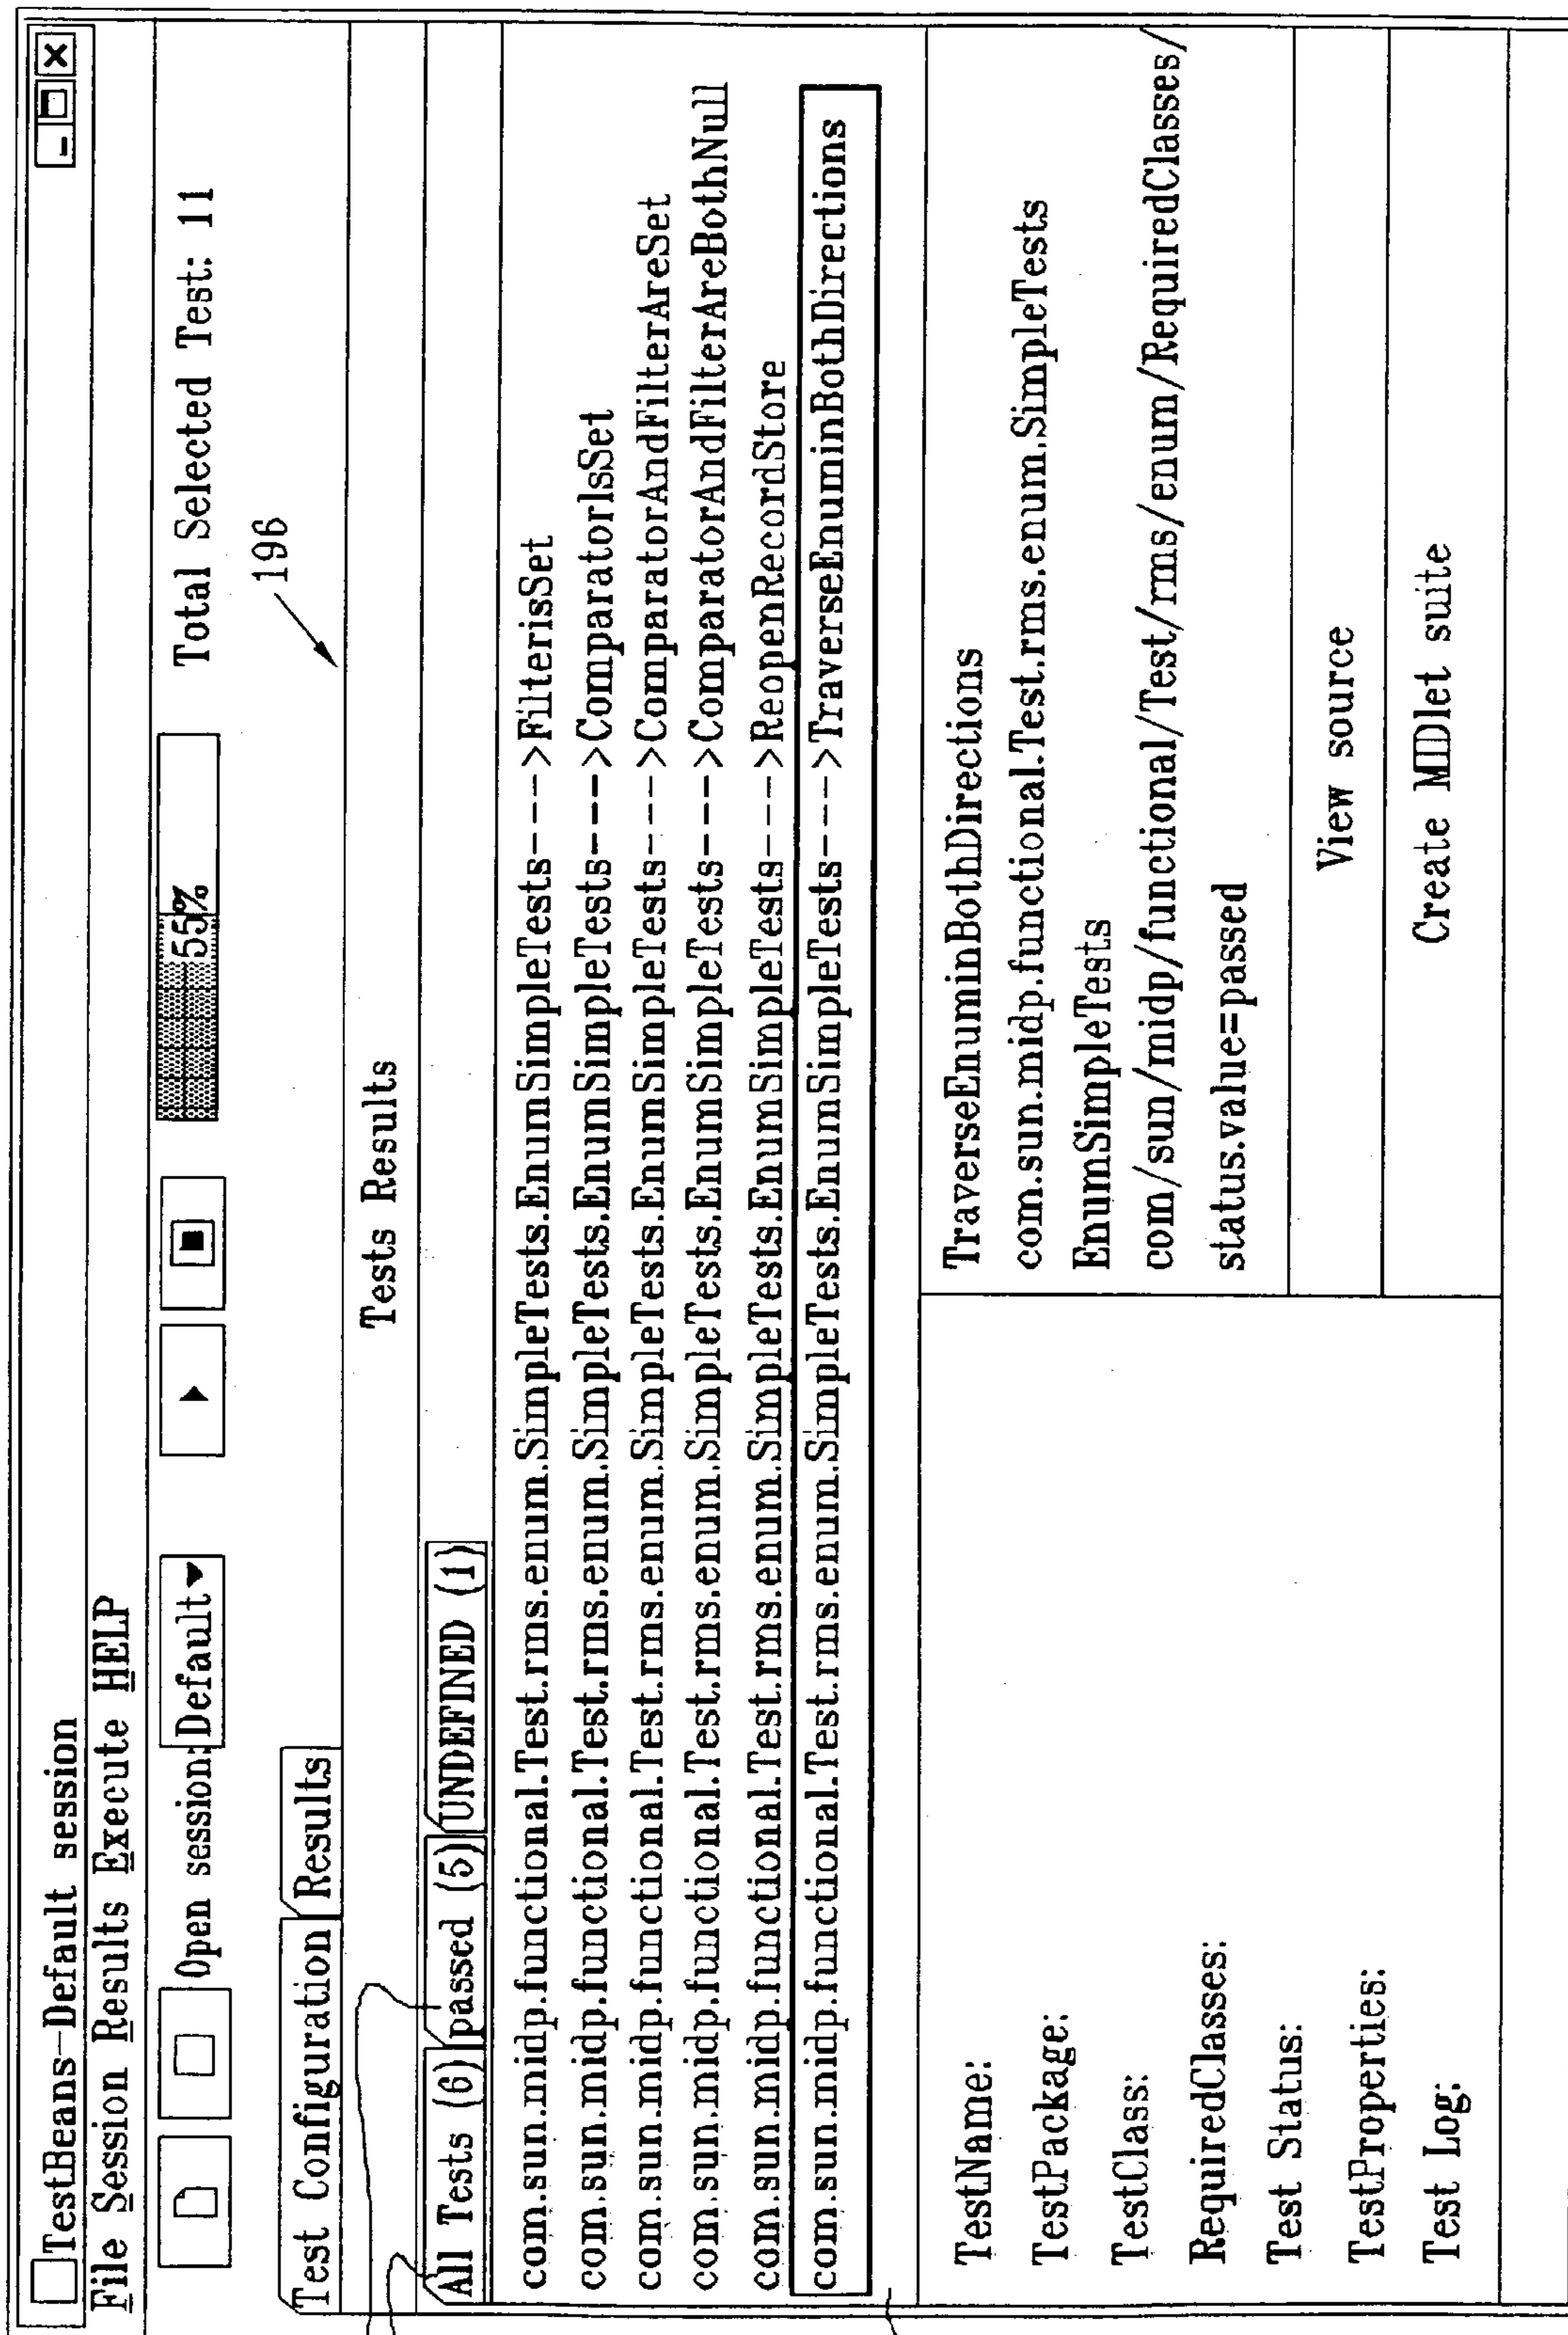 TestBeans-Default session
File Session Results Execute HELP
Open session: Default 55% Total Selected Test: 11
196
Test Configuration Results
Tests Results
All Tests (6) passed (5) UNDEFINED (1)
com.sun.midp.functional.Test.rms.enum.SimpleTests.EnumSimpleTests--->FilterisSet
com.sun.midp.functional.Test.rms.enum.SimpleTests.EnumSimpleTests--->ComparatorIsSet
com.sun.midp.functional.Test.rms.enum.SimpleTests.EnumSimpleTests--->ComparatorAndFilterAreSet
com.sun.midp.functional.Test.rms.enum.SimpleTests.EnumSimpleTests--->ComparatorAndFilterAreBothNull
com.sun.midp.functional.Test.rms.enum.SimpleTests.EnumSimpleTests--->ReopenRecordStore
com.sun.midp.functional.Test.rms.enum.SimpleTests.EnumSimpleTests--->TraverseEnuminBothDirections
TestName: TraverseEnuminBothDirections
TestPackage: com.sun.midp.functional.Test.rms.enum.SimpleTests
TestClass: EnumSimpleTests
RequiredClasses: com/sun/midp/functional/Test/rms/enum/RequiredClasses/
Test Status: status.value=passed
TestProperties: View source
Test Log: Create MIDlet suite